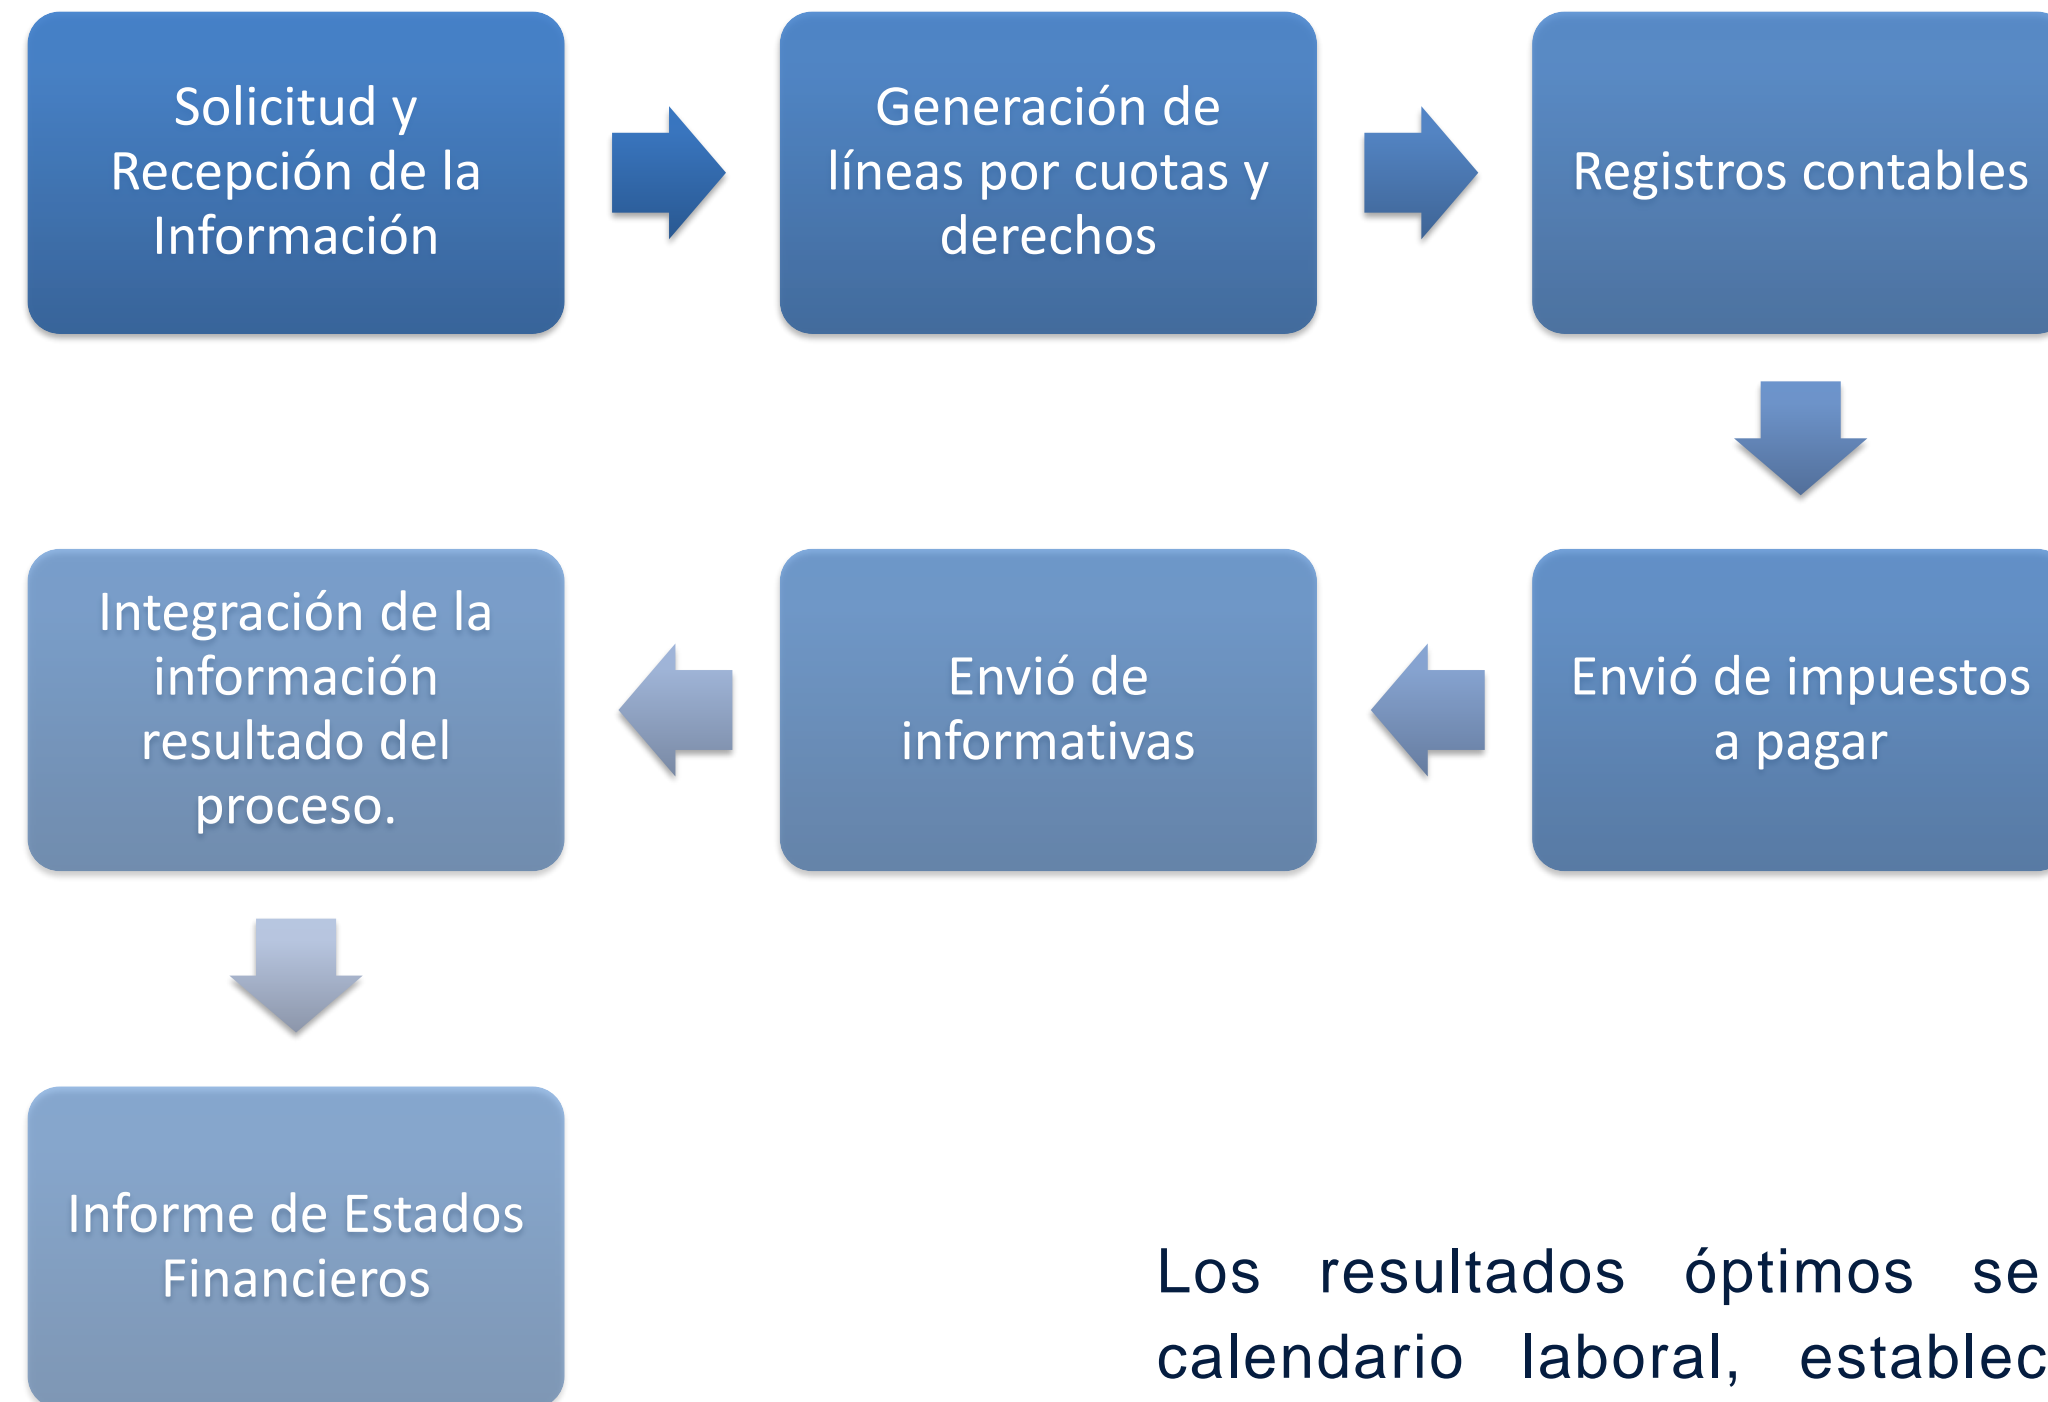 Solicitud y
Recepción de la
Información
Generación de
líneas por cuotas y
derechos
Registros contables
Envió de impuestos
a pagar
Envió de
informativas
Integración de la
información
resultado del
proceso.
Informe de Estados
Financieros
Los resultados óptimos se
calendario laboral, establec